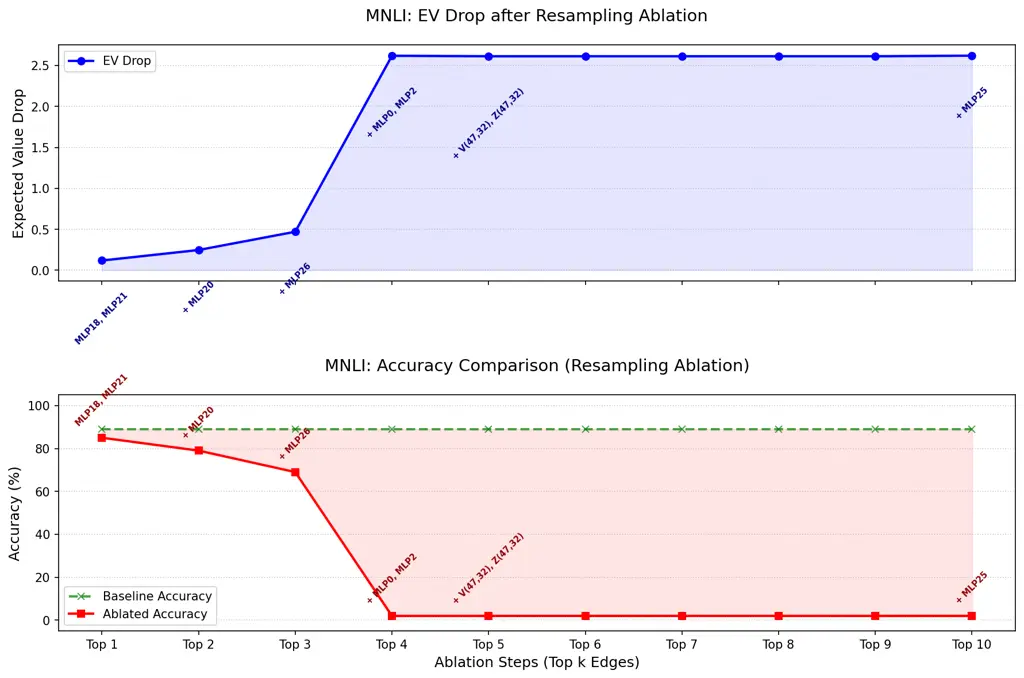 MNLI: EV Drop after Resampling Ablation
EV Drop
Expected Value Drop
2.5
2.0
1.5
1.0
0.5
0.0
MLP18, MLP21
+ MLP20
+ MLP26
+ MLP0, MLP2
+ V(47,32), Z(47,32)
+ MLP25
MNLI: Accuracy Comparison (Resampling Ablation)
Accuracy (%)
100
80
60
40
20
0
MLP18, MLP21
+ MLP20
+ MLP26
+ MLP0, MLP2
+ V(47,32), Z(47,32)
+ MLP25
Baseline Accuracy
Ablated Accuracy
Top 1 Top 2 Top 3 Top 4 Top 5 Top 6 Top 7 Top 8 Top 9 Top 10
Ablation Steps (Top k Edges)